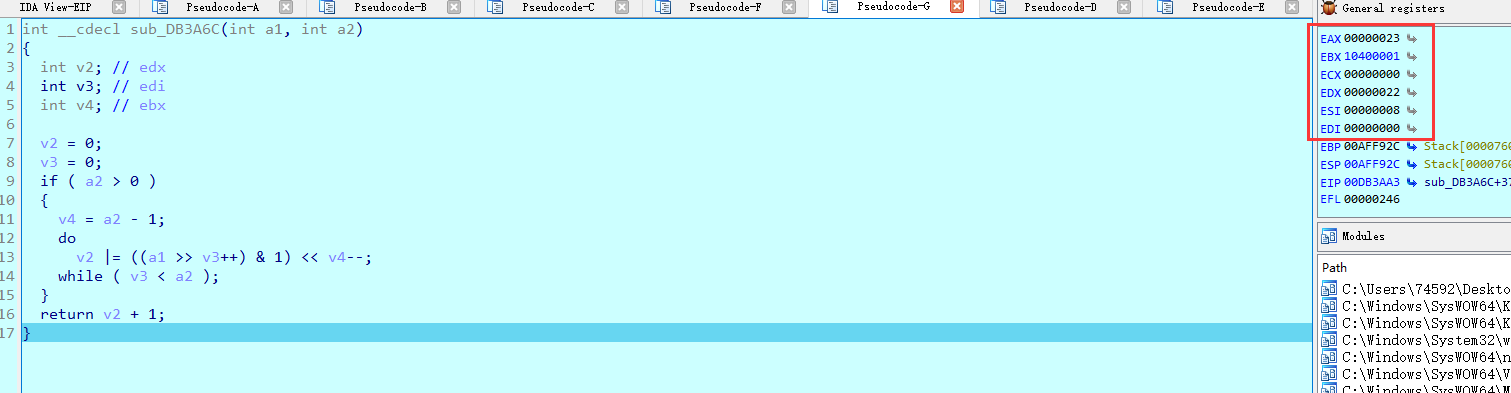 IDA View-EIP Pseudocode-A Pseudocode-B Pseudocode-C Pseudocode-F Pseudocode-G Pseudocode-D Pseudocode-E General registers
1 int __cdecl sub_DB3A6C(int a1, int a2)
2 {
3 int v2; // edx
4 int v3; // edi
5 int v4; // ebx
6
7 v2 = 0;
8 v3 = 0;
9 if ( a2 > 0 )
10 {
11 v4 = a2 - 1;
12 do
13 v2 |= ((a1 >> v3++) & 1) << v4--;
14 while ( v3 < a2 );
15 }
16 return v2 + 1;
17 }
EAX 00000023
EBX 10400001
ECX 00000000
EDX 00000022
ESI 00000008
EDI 00000000
EBP 00AFF92C Stack[0000760
ESP 00AFF92C Stack[0000760
EIP 00DB3AA3 sub_DB3A6C+37
EFL 00000246
Modules
Path
C:\Users\74592\Deskto
C:\Windows\SysWOW64\K
C:\Windows\SysWOW64\K
C:\Windows\System32\w
C:\Windows\SysWOW64\n
C:\Windows\SysWOW64\V
C:\Windows\SysWOW64\M